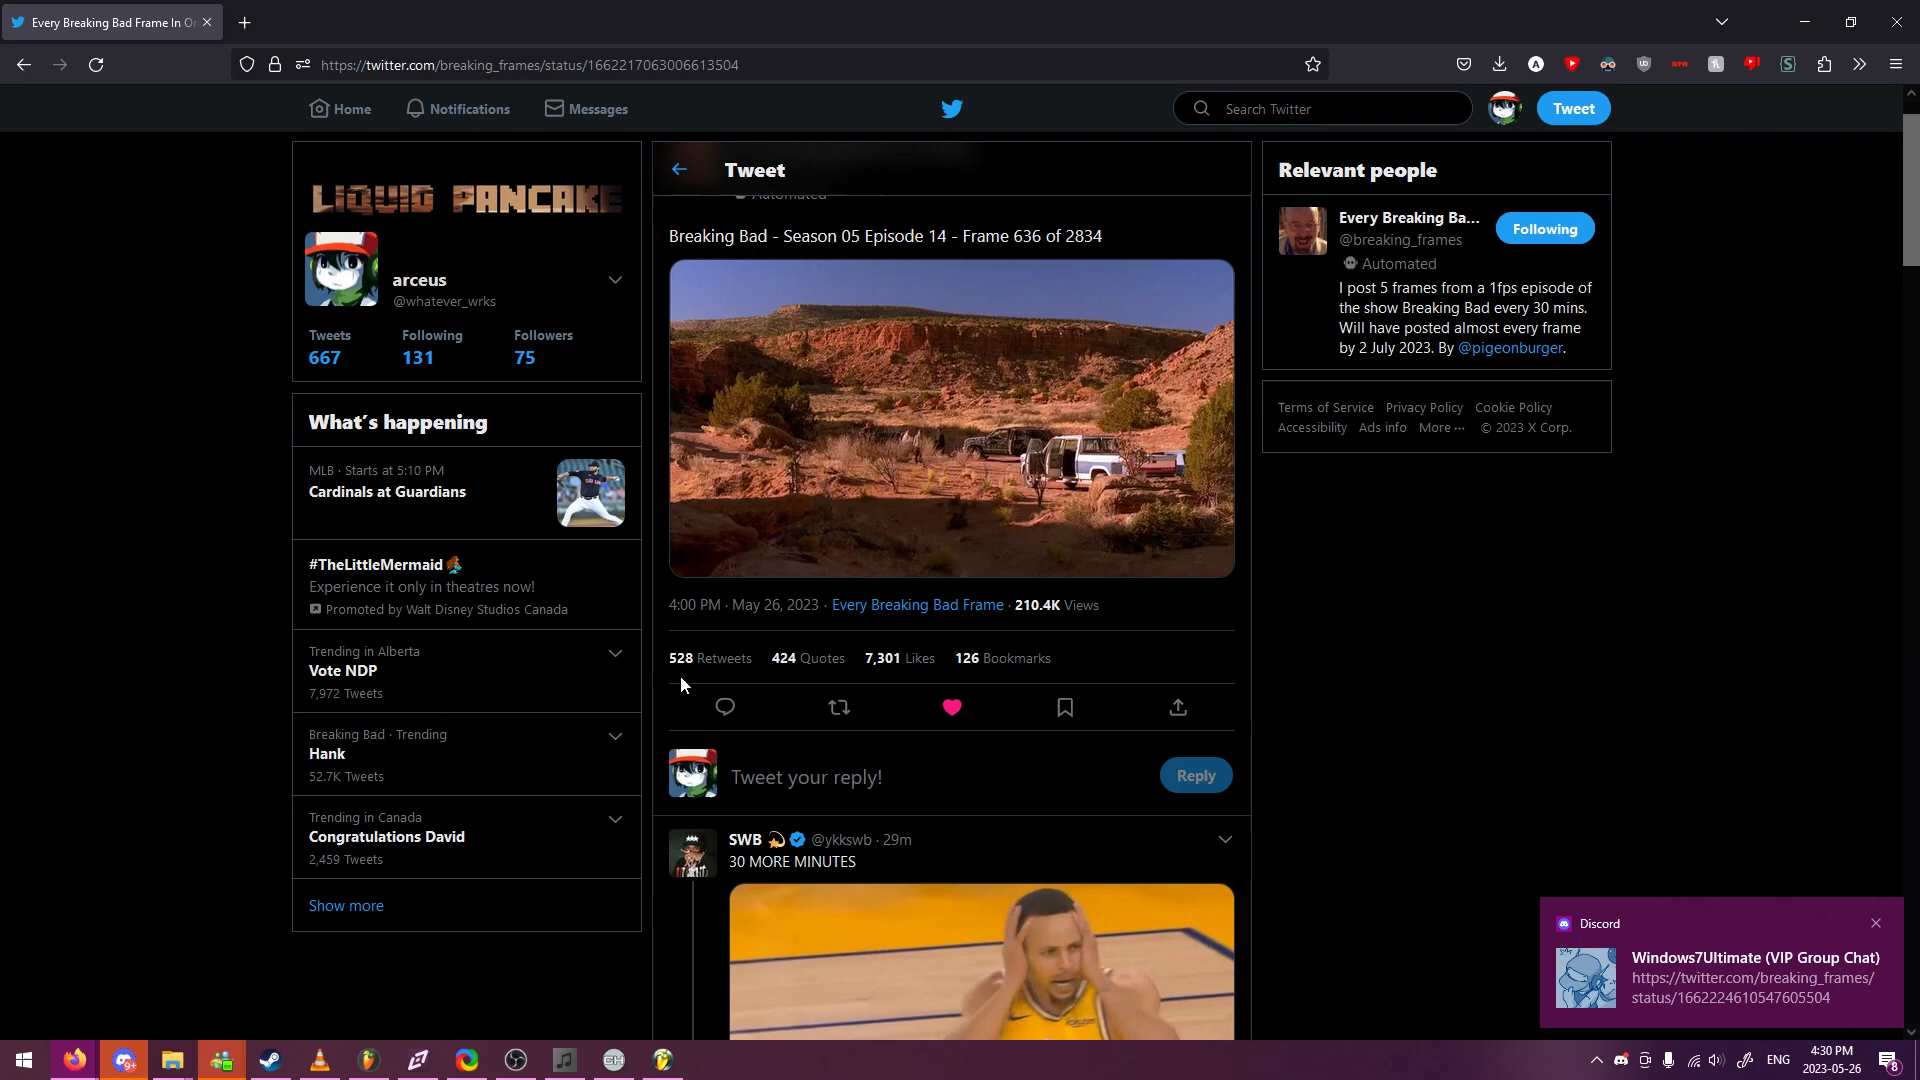 Every Breaking Bad Frame In Or
https://twitter.com/breaking_frames/status/1662217063006613504
Home
Notifications
Messages
Search Twitter
Tweet
LIQUID PANCAKE
arceus
@whatever_wrks
Tweets Following Followers
667 131 75
What's happening
MLB · Starts at 5:10 PM
Cardinals at Guardians
#TheLittleMermaid
Experience it only in theatres now!
Promoted by Walt Disney Studios Canada
Trending in Alberta
Vote NDP
7,972 Tweets
Breaking Bad · Trending
Hank
52.7K Tweets
Trending in Canada
Congratulations David
2,459 Tweets
Show more
Tweet
Automated
Breaking Bad - Season 05 Episode 14 - Frame 636 of 2834
4:00 PM · May 26, 2023 · Every Breaking Bad Frame · 210.4K Views
528 Retweets 424 Quotes 7,301 Likes 126 Bookmarks
Tweet your reply!
Reply
SWB @ykkswb · 29m
30 MORE MINUTES
Relevant people
Every Breaking Ba...
@breaking_frames
Following
Automated
I post 5 frames from a 1fps episode of
the show Breaking Bad every 30 mins.
Will have posted almost every frame
by 2 July 2023. By @pigeonburger.
Terms of Service Privacy Policy Cookie Policy
Accessibility Ads info More ··· © 2023 X Corp.
Discord
Windows7Ultimate (VIP Group Chat)
https://twitter.com/breaking_frames/
status/1662224610547605504
9+
ENG
4:30 PM
2023-05-26
8